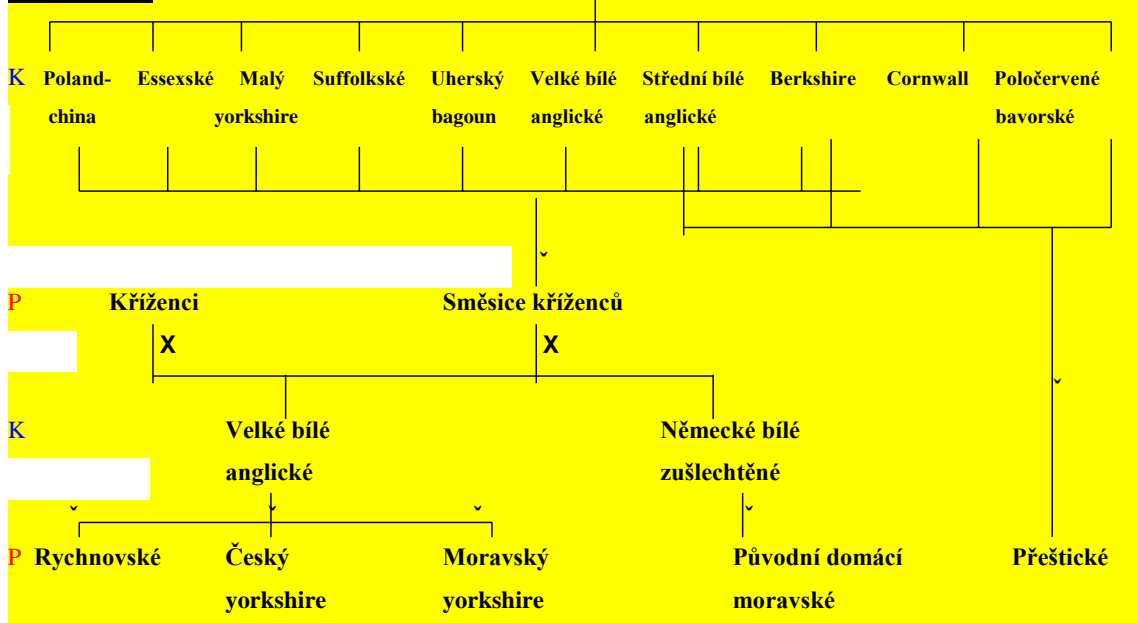 K Poland- Essexské Malý Suffolkské Uherský Velké bílé Střední bílé Berkshire Cornwall Poločervené
china yorkshire bagoun anglické anglické bavorské
P Kříženci Směsice kříženců
X X
K Velké bílé Německé bílé
anglické zušlechtěné
P Rychnovské Český Moravský Původní domácí Přeštické
yorkshire yorkshire moravské